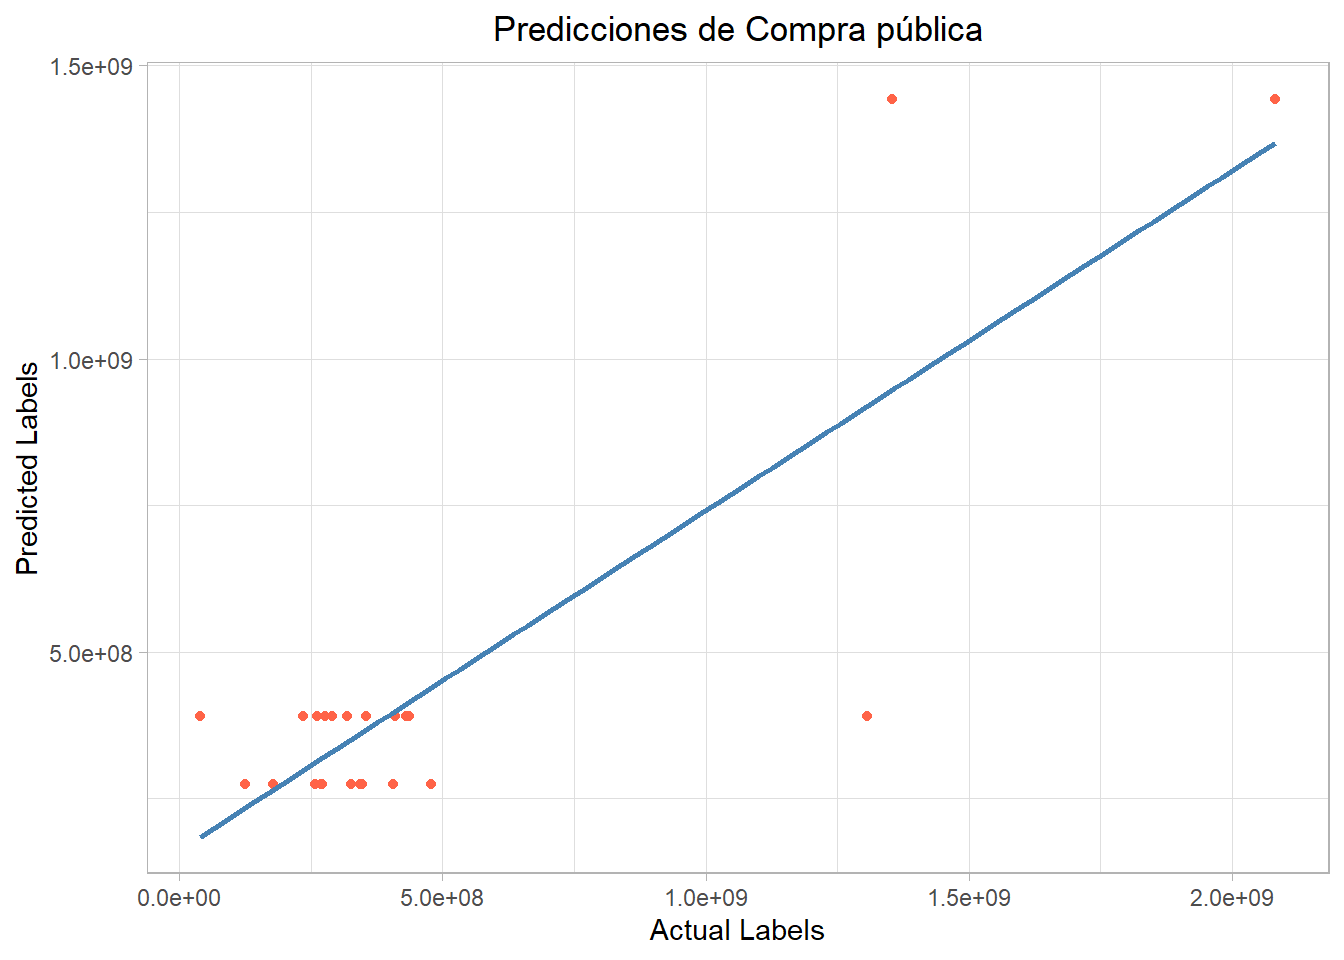 Predicciones de Compra pública
1.5e+09
1.0e+09
5.0e+08
Predicted Labels
0.0e+00 5.0e+08 1.0e+09 1.5e+09 2.0e+09
Actual Labels